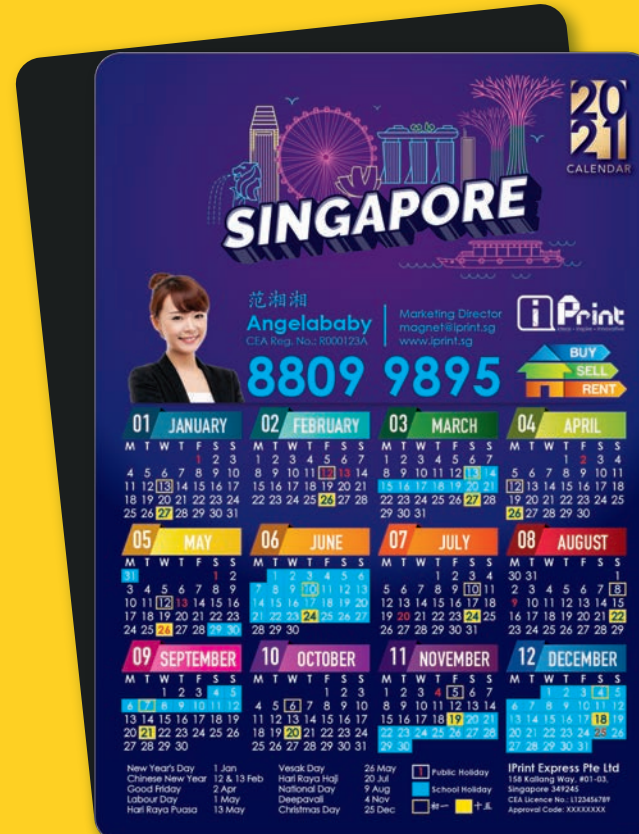 20
21
CALENDAR
SINGAPORE
范湘湘
Angelababy
CEA Reg. No.: R000123A
Marketing Director
magnet@iprint.sg
www.iprint.sg
8809 9895
iPrint
BUY
SELL
RENT
01 JANUARY
M T W T F S S
1 2 3
4 5 6 7 8 9 10
11 12 13 14 15 16 17
18 19 20 21 22 23 24
25 26 27 28 29 30 31
02 FEBRUARY
M T W T F S S
1 2 3 4 5 6 7
8 9 10 11 12 13 14
15 16 17 18 19 20 21
22 23 24 25 26 27 28
03 MARCH
M T W T F S S
1 2 3 4 5 6 7
8 9 10 11 12 13 14
15 16 17 18 19 20 21
22 23 24 25 26 27 28
29 30 31
04 APRIL
M T W T F S S
1 2 3 4
5 6 7 8 9 10 11
12 13 14 15 16 17 18
19 20 21 22 23 24 25
26 27 28 29 30
05 MAY
M T W T F S S
31 1 2
3 4 5 6 7 8 9
10 11 12 13 14 15 16
17 18 19 20 21 22 23
24 25 26 27 28 29 30
06 JUNE
M T W T F S S
1 2 3 4 5 6
7 8 9 10 11 12 13
14 15 16 17 18 19 20
21 22 23 24 25 26 27
28 29 30
07 JULY
M T W T F S S
1 2 3 4
5 6 7 8 9 10 11
12 13 14 15 16 17 18
19 20 21 22 23 24 25
26 27 28 29 30 31
08 AUGUST
M T W T F S S
30 31 1
2 3 4 5 6 7 8
9 10 11 12 13 14 15
16 17 18 19 20 21 22
23 24 25 26 27 28 29
09 SEPTEMBER
M T W T F S S
1 2 3 4 5
6 7 8 9 10 11 12
13 14 15 16 17 18 19
20 21 22 23 24 25 26
27 28 29 30
10 OCTOBER
M T W T F S S
1 2 3
4 5 6 7 8 9 10
11 12 13 14 15 16 17
18 19 20 21 22 23 24
25 26 27 28 29 30 31
11 NOVEMBER
M T W T F S S
1 2 3 4 5 6 7
8 9 10 11 12 13 14
15 16 17 18 19 20 21
22 23 24 25 26 27 28
29 30
12 DECEMBER
M T W T F S S
1 2 3 4 5
6 7 8 9 10 11 12
13 14 15 16 17 18 19
20 21 22 23 24 25 26
27 28 29 30 31
New Year's Day 1 Jan
Chinese New Year 12 & 13 Feb
Good Friday 2 Apr
Labour Day 1 May
Hari Raya Puasa 13 May
Vesak Day 26 May
Hari Raya Haji 20 Jul
National Day 9 Aug
Deepavali 4 Nov
Christmas Day 25 Dec
1 Public Holiday
School Holiday
初一 十五
IPrint Express Pte Ltd
158 Kallang Way, #01-03,
Singapore 349245
CEA Licence No.: L123456789
Approval Code: XXXXXXXX